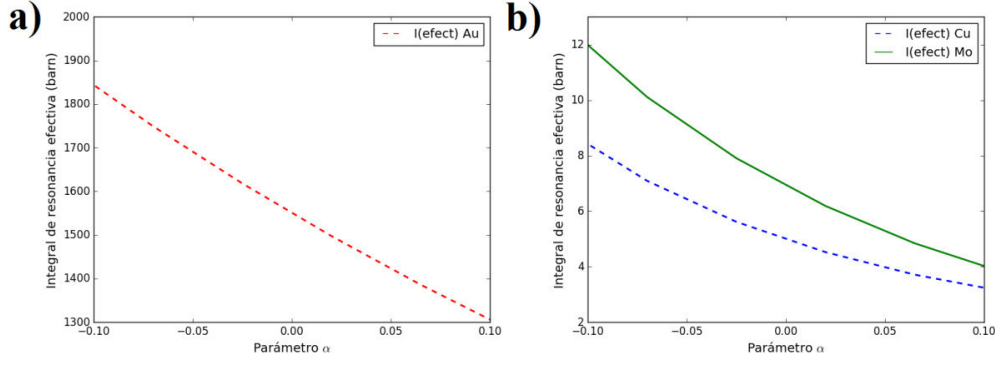 a)
Integral de resonancia efectiva (barn)
2000
1900
1800
1700
1600
1500
1400
1300
I(efect) Au
−0.10 −0.05 0.00 0.05 0.10
Parámetro α
b)
Integral de resonancia efectiva (barn)
12
10
8
6
4
2
I(efect) Cu
I(efect) Mo
−0.10 −0.05 0.00 0.05 0.10
Parámetro α